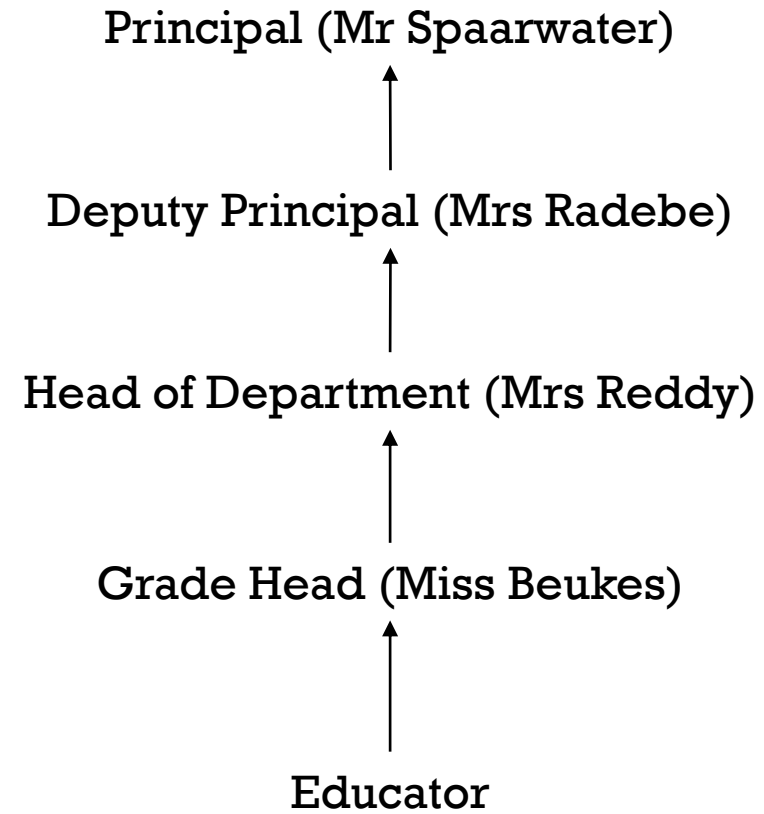 Principal (Mr Spaarwater)
Deputy Principal (Mrs Radebe)
Head of Department (Mrs Reddy)
Grade Head (Miss Beukes)
Educator